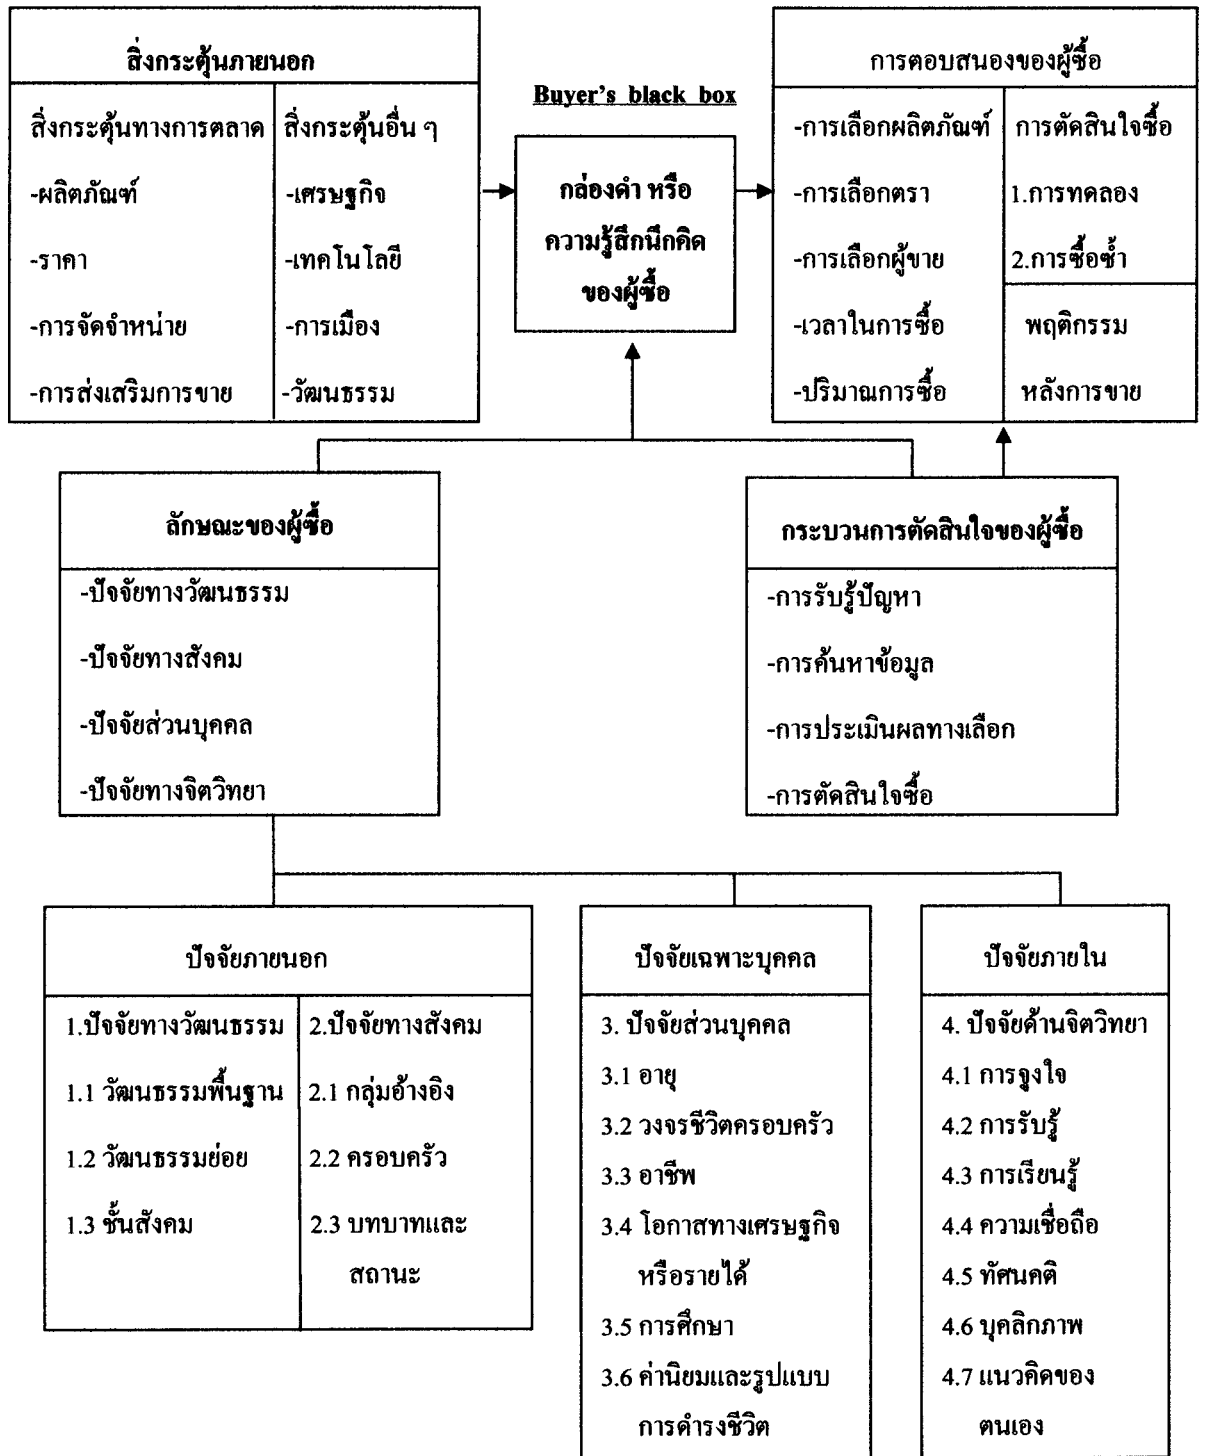 สิ่งกระตุ้นภายนอก
สิ่งกระตุ้นทางการตลาด
-ผลิตภัณฑ์
-ราคา
-การจัดจำหน่าย
-การส่งเสริมการขาย
สิ่งกระตุ้นอื่น ๆ
-เศรษฐกิจ
-เทคโนโลยี
-การเมือง
-วัฒนธรรม
Buyer's black box
กล่องดำ หรือ
ความรู้สึกนึกคิด
ของผู้ซื้อ
การตอบสนองของผู้ซื้อ
-การเลือกผลิตภัณฑ์
-การเลือกตรา
-การเลือกผู้ขาย
-เวลาในการซื้อ
-ปริมาณการซื้อ
การตัดสินใจซื้อ
1.การทดลอง
2.การซื้อซ้ำ
พฤติกรรม
หลังการขาย
ลักษณะของผู้ซื้อ
-ปัจจัยทางวัฒนธรรม
-ปัจจัยทางสังคม
-ปัจจัยส่วนบุคคล
-ปัจจัยทางจิตวิทยา
กระบวนการตัดสินใจของผู้ซื้อ
-การรับรู้ปัญหา
-การค้นหาข้อมูล
-การประเมินผลทางเลือก
-การตัดสินใจซื้อ
ปัจจัยภายนอก
1.ปัจจัยทางวัฒนธรรม
1.1 วัฒนธรรมพื้นฐาน
1.2 วัฒนธรรมย่อย
1.3 ชั้นสังคม
2.ปัจจัยทางสังคม
2.1 กลุ่มอ้างอิง
2.2 ครอบครัว
2.3 บทบาทและ
สถานะ
ปัจจัยเฉพาะบุคคล
3. ปัจจัยส่วนบุคคล
3.1 อายุ
3.2 วงจรชีวิตครอบครัว
3.3 อาชีพ
3.4 โอกาสทางเศรษฐกิจ
หรือรายได้
3.5 การศึกษา
3.6 ค่านิยมและรูปแบบ
การดำรงชีวิต
ปัจจัยภายใน
4. ปัจจัยด้านจิตวิทยา
4.1 การจูงใจ
4.2 การรับรู้
4.3 การเรียนรู้
4.4 ความเชื่อถือ
4.5 ทัศนคติ
4.6 บุคลิกภาพ
4.7 แนวคิดของ
ตนเอง